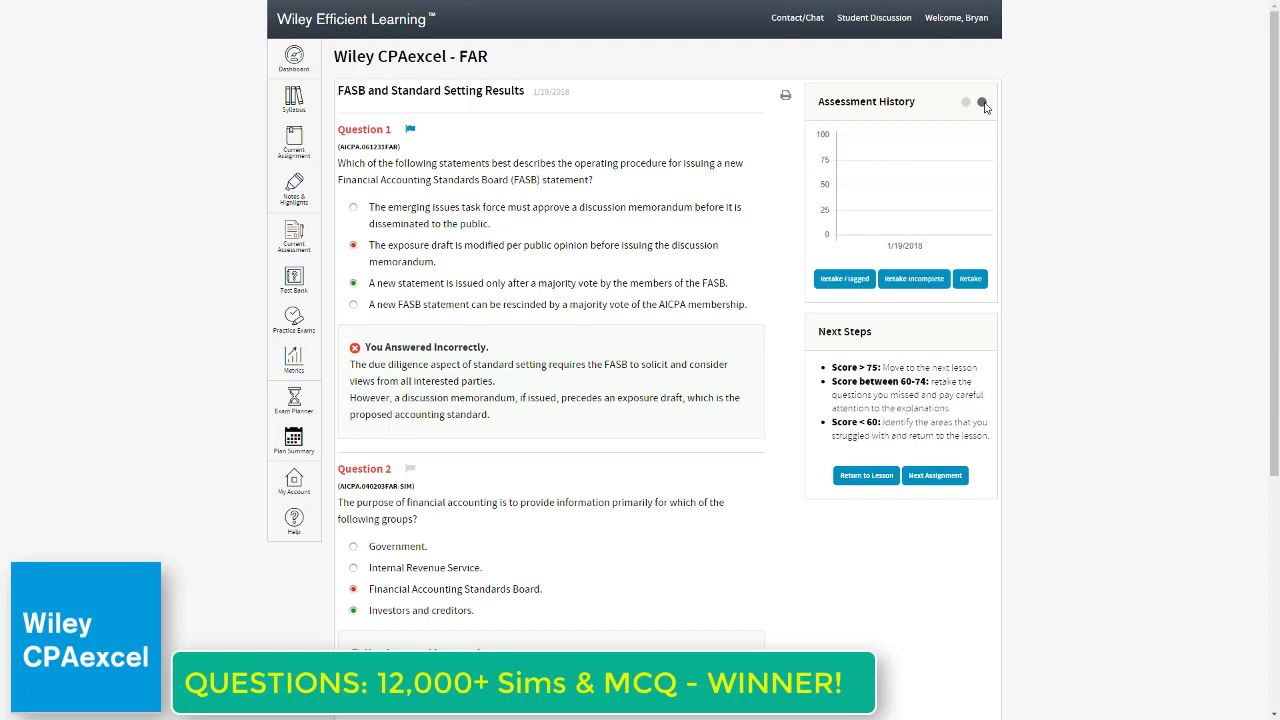 Wiley Efficient Learning™
Contact/Chat
Student Discussion
Welcome, Bryan
Dashboard
Syllabus
Current
Assignment
Notes &
Highlights
Current
Assessment
Test Bank
Practice Exams
Metrics
Exam Planner
Plan Summary
My Account
Help
Wiley CPAexcel - FAR
FASB and Standard Setting Results 1/19/2018
Question 1
(AICPA.061231FAR)
Which of the following statements best describes the operating procedure for issuing a new
Financial Accounting Standards Board (FASB) statement?
The emerging issues task force must approve a discussion memorandum before it is
disseminated to the public.
The exposure draft is modified per public opinion before issuing the discussion
memorandum.
A new statement is issued only after a majority vote by the members of the FASB.
A new FASB statement can be rescinded by a majority vote of the AICPA membership.
You Answered Incorrectly.
The due diligence aspect of standard setting requires the FASB to solicit and consider
views from all interested parties.
However, a discussion memorandum, if issued, precedes an exposure draft, which is the
proposed accounting standard.
Question 2
(AICPA.040203FAR-SIM)
The purpose of financial accounting is to provide information primarily for which of the
following groups?
Government.
Internal Revenue Service.
Financial Accounting Standards Board.
Investors and creditors.
Assessment History
100
75
50
25
0
1/19/2018
Retake Flagged
Retake Incomplete
Retake
Next Steps
Score > 75: Move to the next lesson
Score between 60-74: retake the
questions you missed and pay careful
attention to the explanations
Score < 60: Identify the areas that you
struggled with and return to the lesson.
Return to Lesson
Next Assignment
Wiley
CPAexcel
QUESTIONS: 12,000+ Sims & MCQ - WINNER!